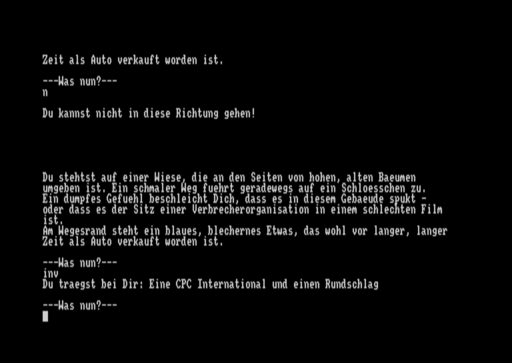 Zeit als Auto verkauft worden ist.
---Was nun?---
n
Du kannst nicht in diese Richtung gehen!
Du stehtst auf einer Wiese, die an den Seiten von hohen, alten Baeumen
umgeben ist. Ein schmaler Weg fuehrt geradewegs auf ein Schloesschen zu.
Ein dumpfes Gefuehl beschleicht Dich, dass es in diesem Gebaeude spukt -
oder dass es der Sitz einer Verbrecherorganisation in einem schlechten Film
ist.
Am Wegesrand steht ein blaues, blechernes Etwas, das wohl vor langer, langer
Zeit als Auto verkauft worden ist.
---Was nun?---
inv
Du traegst bei Dir: Eine CPC International und einen Rundschlag
---Was nun?---